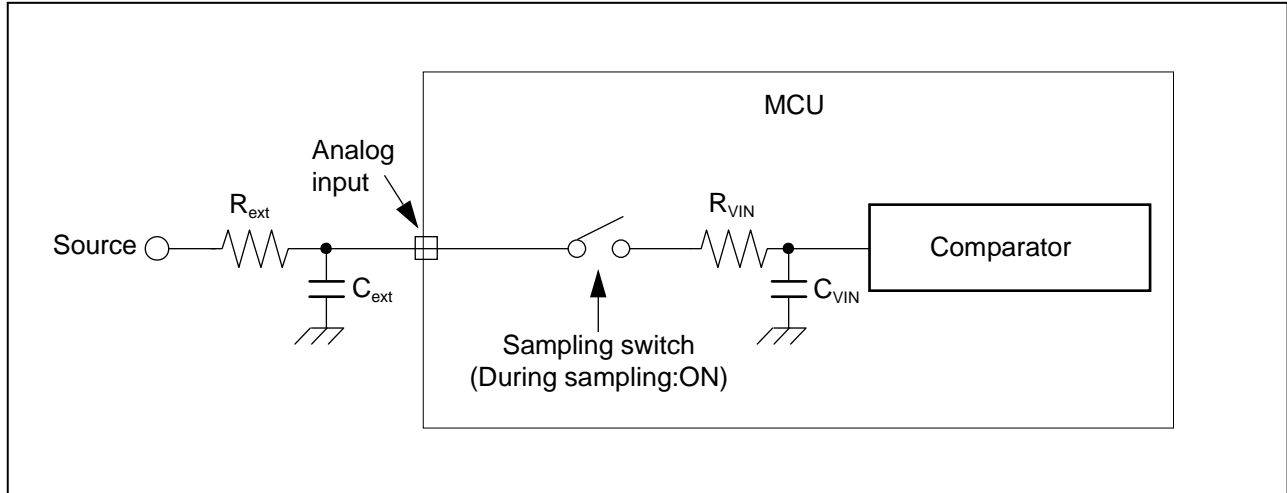 MCU
Analog
input
R_ext
R_VIN
Source
Comparator
C_ext
C_VIN
Sampling switch
(During sampling:ON)